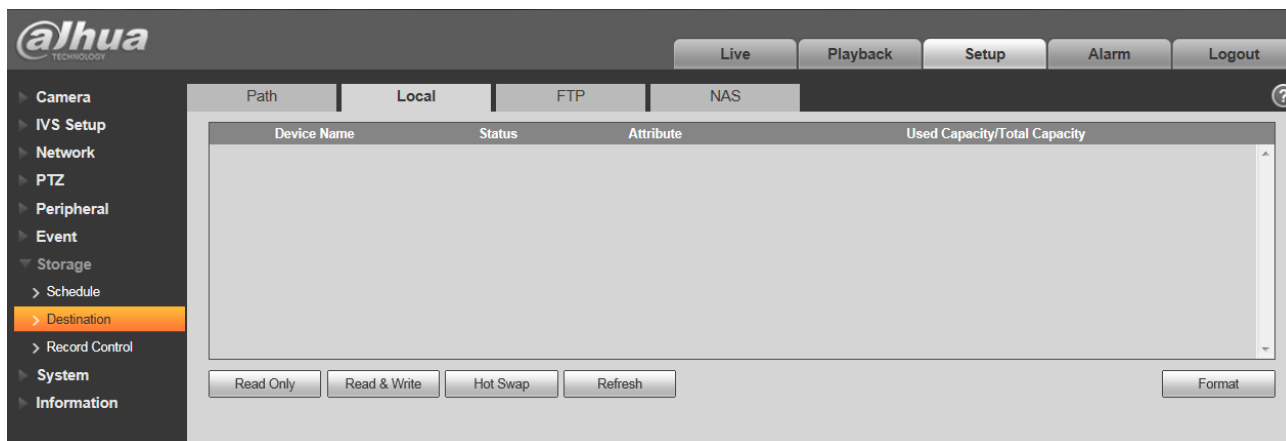 alhua
TECHNOLOGY
Live Playback Setup Alarm Logout
Camera
IVS Setup
Network
PTZ
Peripheral
Event
Storage
Schedule
Destination
Record Control
System
Information
Path Local FTP NAS ?
Device Name Status Attribute Used Capacity/Total Capacity
Read Only Read & Write Hot Swap Refresh Format